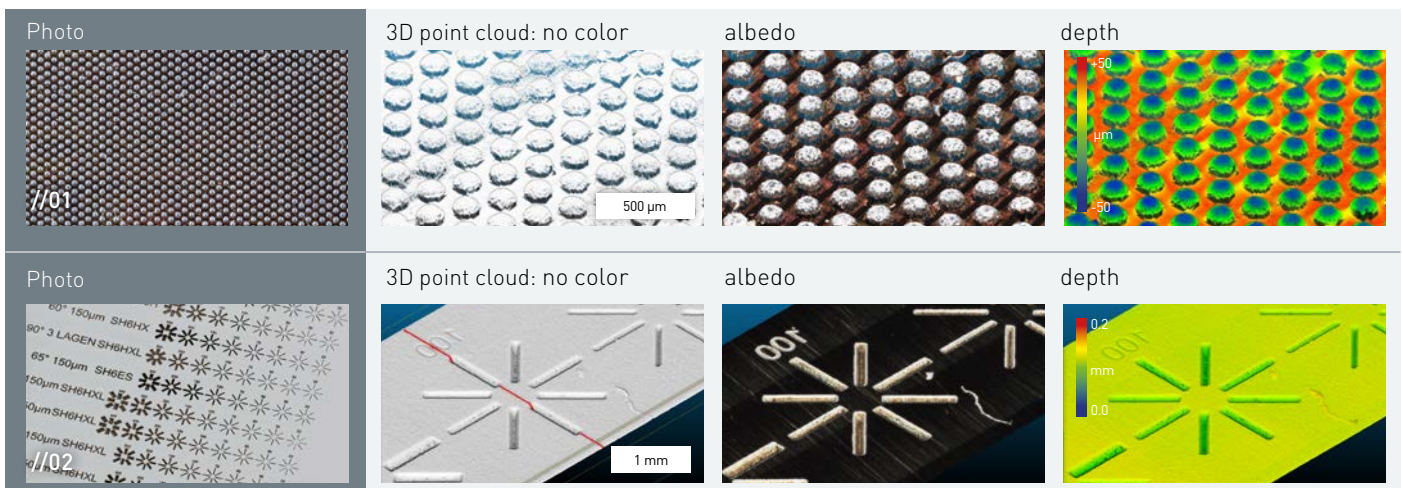 Photo
3D point cloud: no color
albedo
depth
//01
500 µm
+50
µm
-50
Photo
3D point cloud: no color
albedo
depth
60° 150µm SH6HX
90° 3 LAGEN SH6HXL
65° 150µm SH6ES
150µm SH6HXL
0µm SH6HXL
150µm SH6HXL
//02
100
1 mm
100
0.2
mm
0.0
100